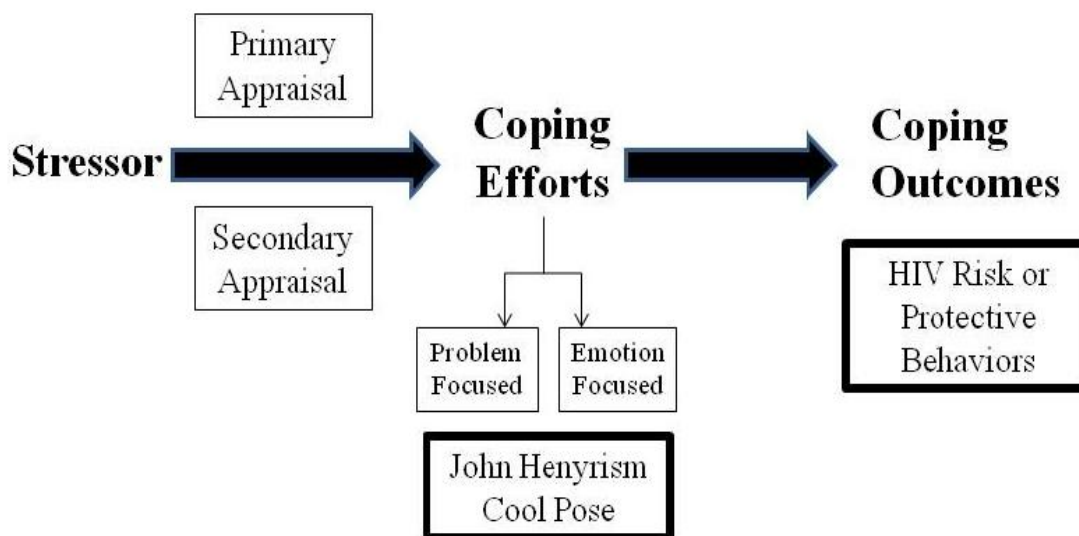 Primary
Appraisal
Stressor
Secondary
Appraisal
Coping
Efforts
Problem
Focused
Emotion
Focused
John Henyrism
Cool Pose
Coping
Outcomes
HIV Risk or
Protective
Behaviors